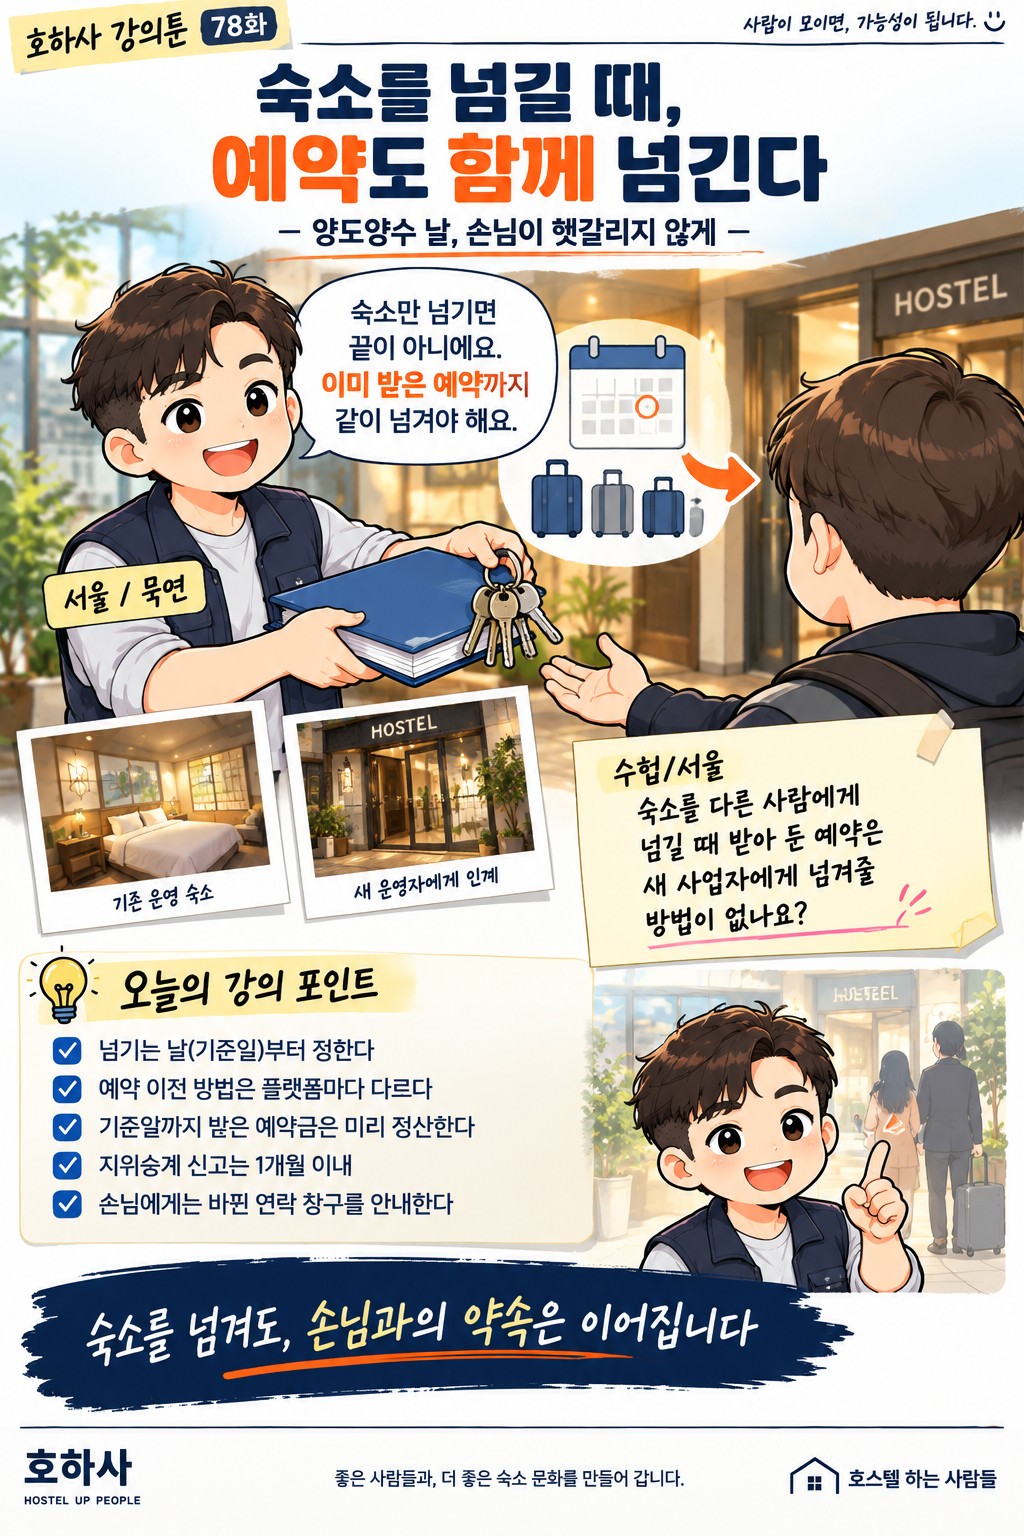 호하사 강의툰 78화
사람이 모이면, 가능성이 됩니다.
숙소를 넘길 때,
예약도 함께 넘긴다
– 양도양수 날, 손님이 헷갈리지 않게 –
HOSTEL
숙소만 넘기면
끝이 아니에요.
이미 받은 예약까지
같이 넘겨야 해요.
서울 / 묵연
HOSTEL
기존 운영 숙소
새 운영자에게 인계
수헙/서울
숙소를 다른 사람에게
넘길 때 받아 둔 예약은
새 사업자에게 넘겨줄
방법이 없나요?
오늘의 강의 포인트
넘기는 날(기준일)부터 정한다
예약 이전 방법은 플랫폼마다 다르다
기준알까지 받은 예약금은 미리 정산한다
지위승계 신고는 1개월 이내
손님에게는 바뀐 연락 창구를 안내한다
숙소를 넘겨도, 손님과의 약속은 이어집니다
호하사
HOSTEL UP PEOPLE
좋은 사람들과, 더 좋은 숙소 문화를 만들어 갑니다.
호스텔 하는 사람들